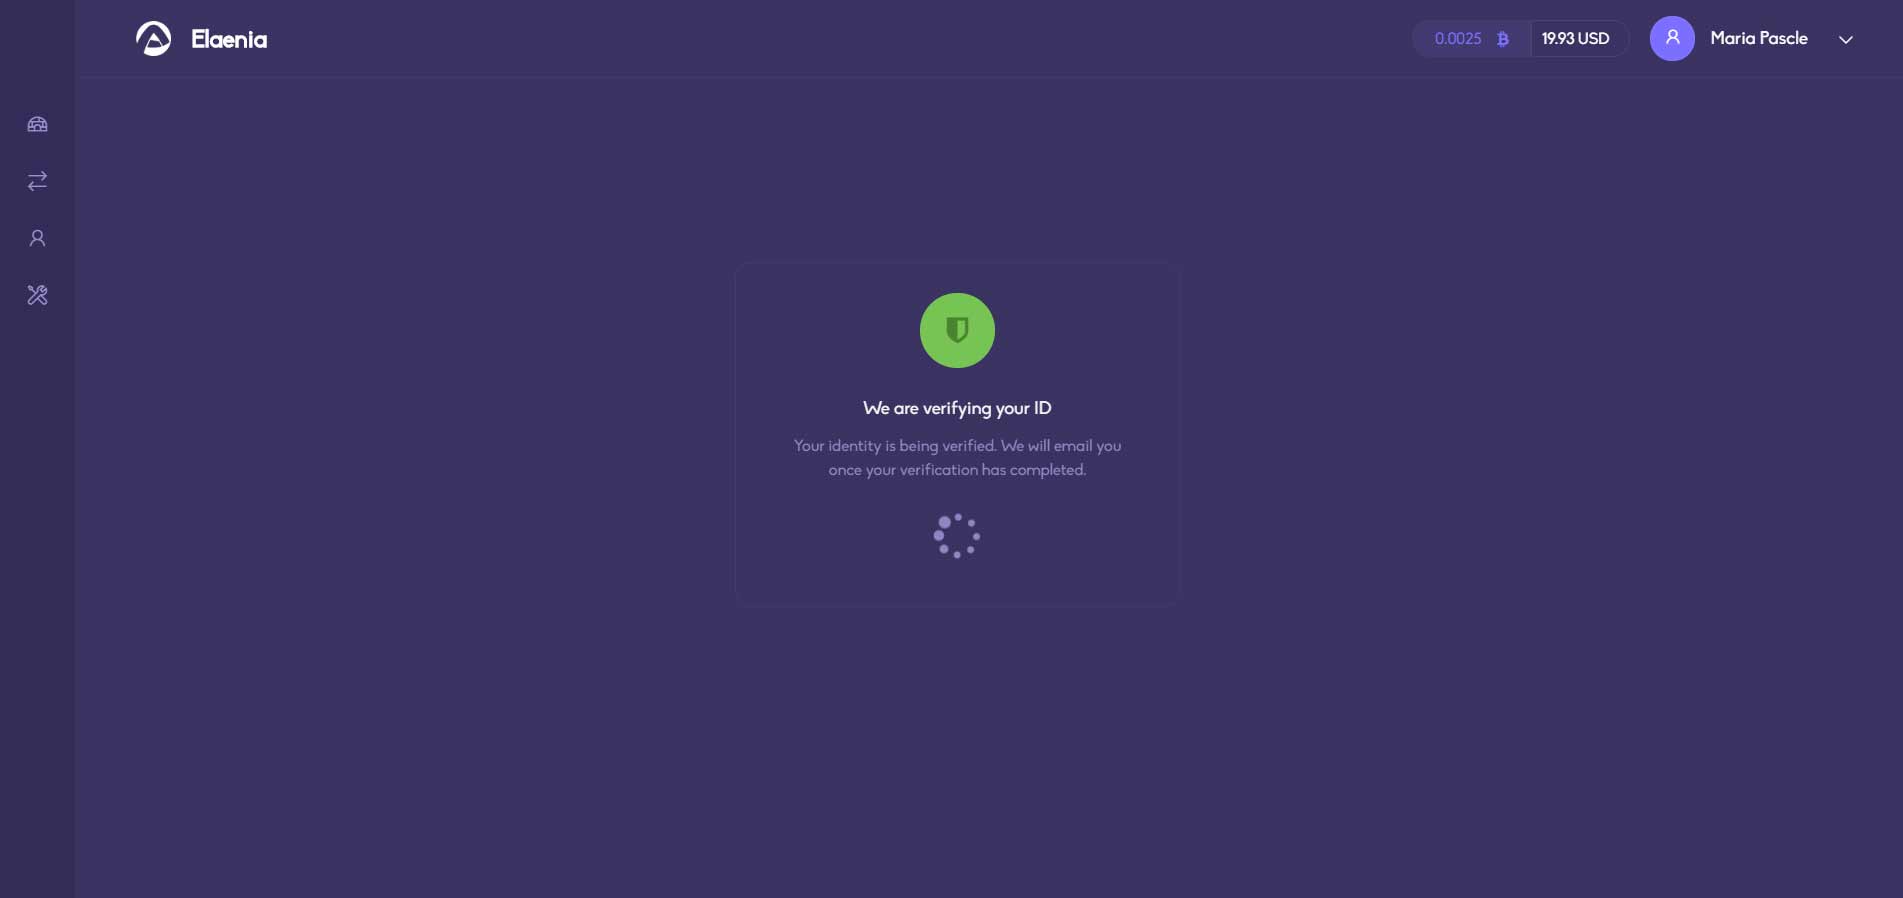 Elaenia
0.0025 19.93 USD
Maria Pascle
We are verifying your ID
Your identity is being verified. We will email you
once your verification has completed.